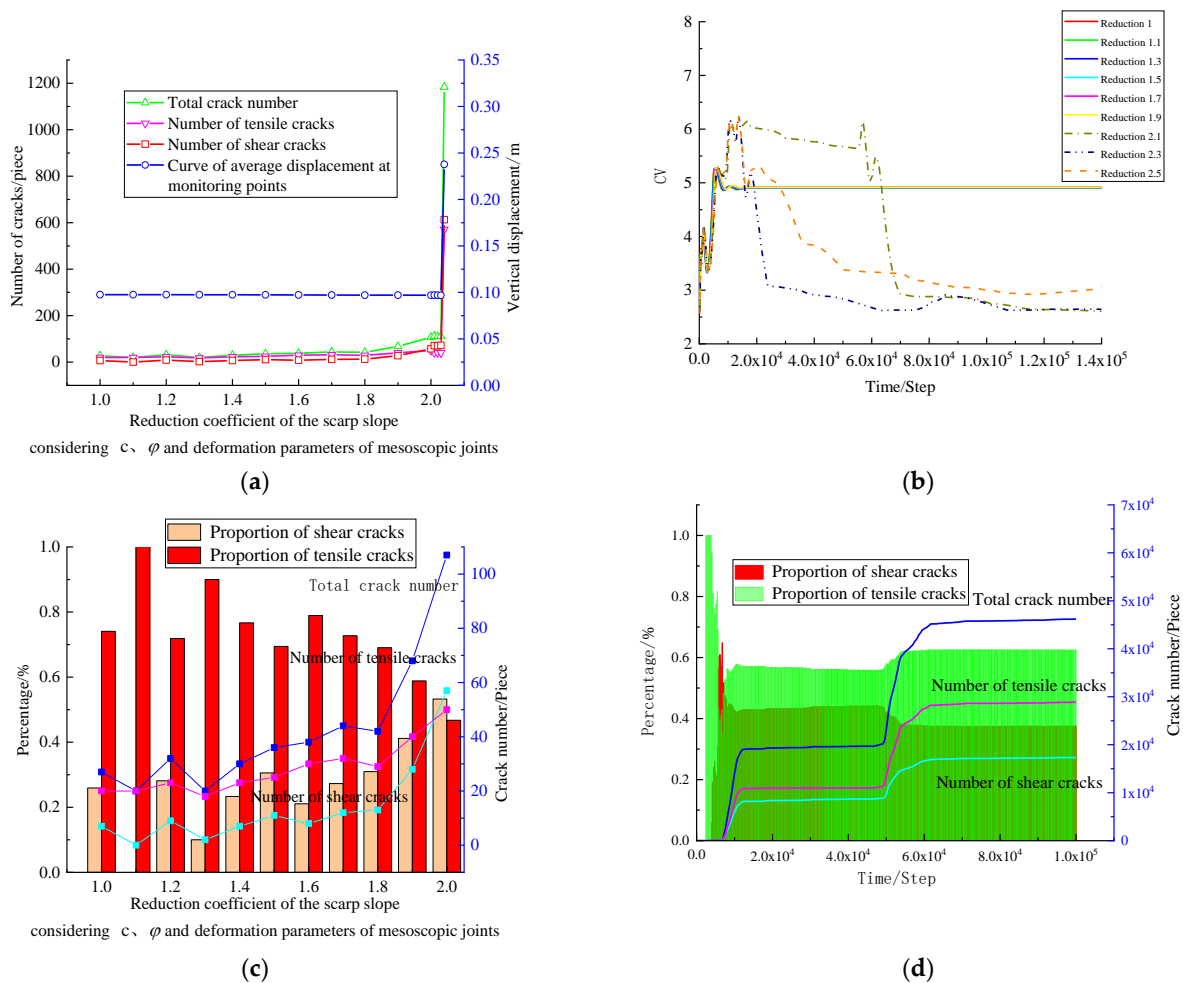 1200
1000
800
600
400
200
0
Number of cracks/piece
Total crack number
Number of tensile cracks
Number of shear cracks
Curve of average displacement at
monitoring points
0.35
0.30
0.25
0.20
0.15
0.10
0.05
0.00
Vertical displacement/m
1.0 1.2 1.4 1.6 1.8 2.0
Reduction coefficient of the scarp slope
considering c、φ and deformation parameters of mesoscopic joints
(a)
8
7
6
5
4
3
2
CV
Reduction 1
Reduction 1.1
Reduction 1.3
Reduction 1.5
Reduction 1.7
Reduction 1.9
Reduction 2.1
Reduction 2.3
Reduction 2.5
0.0 2.0x10⁴ 4.0x10⁴ 6.0x10⁴ 8.0x10⁴ 1.0x10⁵ 1.2x10⁵ 1.4x10⁵
Time/Step
(b)
Proportion of shear cracks
Proportion of tensile cracks
1.0
0.8
0.6
0.4
0.2
0.0
Percentage/%
Total crack number
Number of tensile cracks
Number of shear cracks
100
80
60
40
20
0
Crack number/Piece
1.0 1.2 1.4 1.6 1.8 2.0
Reduction coefficient of the scarp slope
considering c、φ and deformation parameters of mesoscopic joints
(c)
1.0
0.8
0.6
0.4
0.2
0.0
Percentage/%
Proportion of shear cracks
Proportion of tensile cracks
Total crack number
Number of tensile cracks
Number of shear cracks
7x10⁴
6x10⁴
5x10⁴
4x10⁴
3x10⁴
2x10⁴
1x10⁴
0
Crack number/Piece
0.0 2.0x10⁴ 4.0x10⁴ 6.0x10⁴ 8.0x10⁴ 1.0x10⁵
Time/Step
(d)